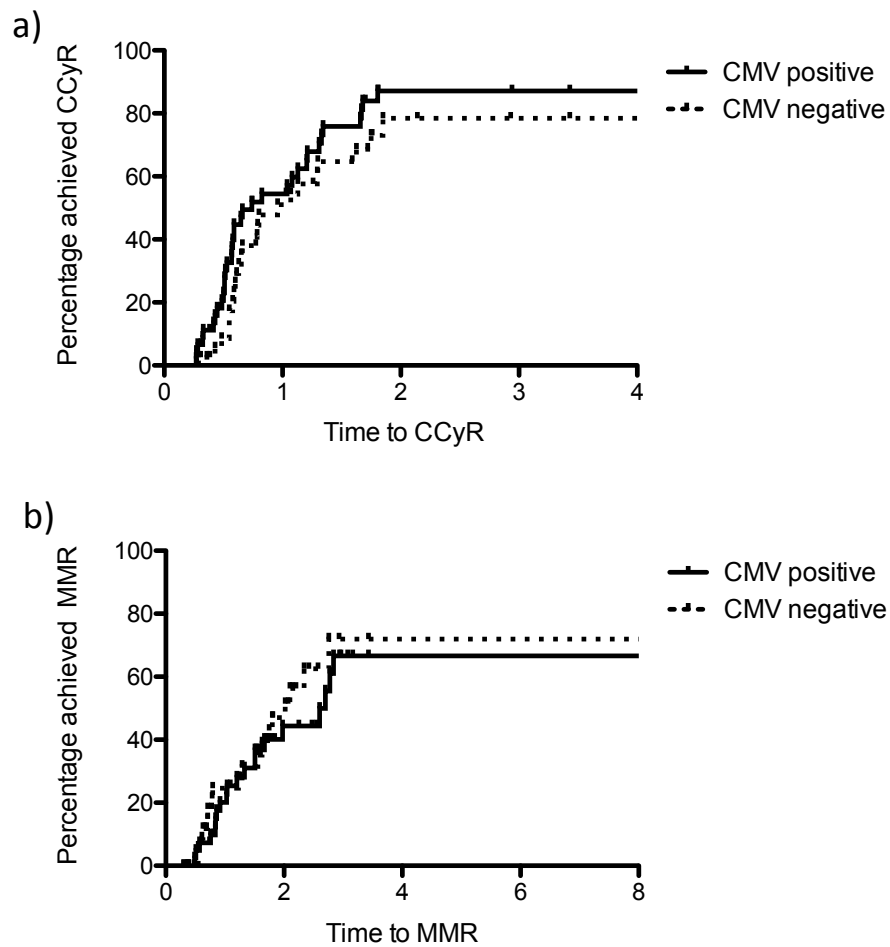 a)
Percentage achieved CCyR
100
80
60
40
20
0
0 1 2 3 4
Time to CCyR
CMV positive
CMV negative
b)
Percentage achieved MMR
100
80
60
40
20
0
0 2 4 6 8
Time to MMR
CMV positive
CMV negative